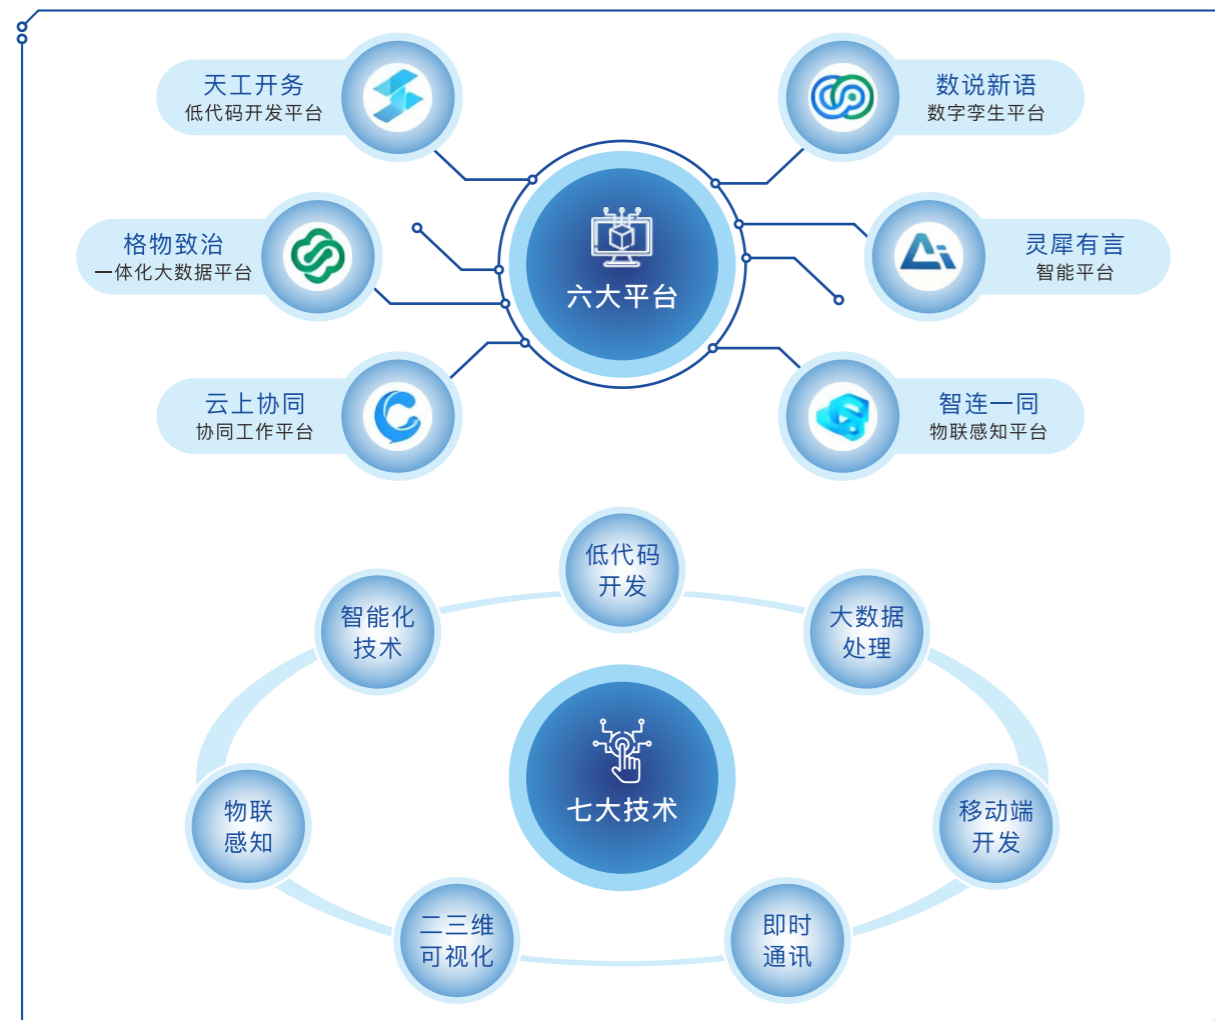 天工开务
低代码开发平台
数说新语
数字孪生平台
格物致治
一体化大数据平台
六大平台
灵犀有言
智能平台
云上协同
协同工作平台
智连一同
物联感知平台
低代码
开发
智能化
技术
大数据
处理
七大技术
物联
感知
移动端
开发
二三维
可视化
即时
通讯